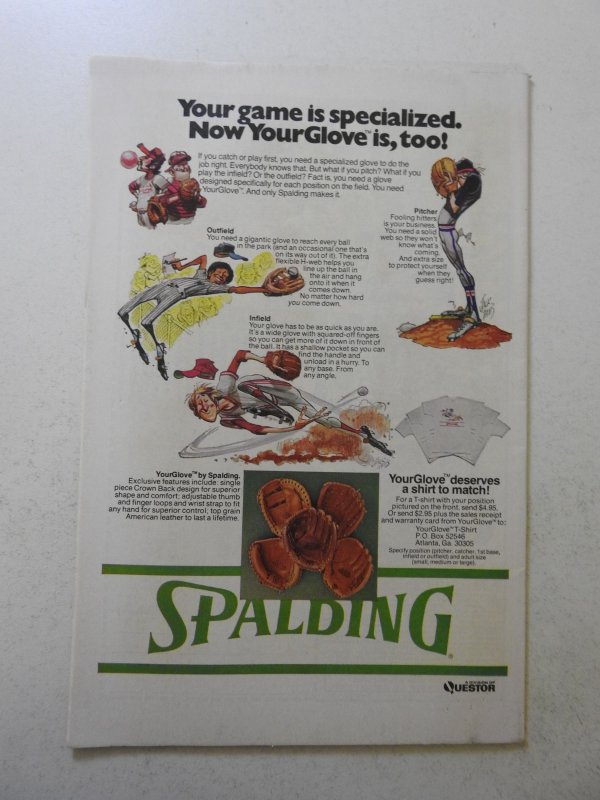 Your game is specialized.
Now YourGlove™ is, too!
If you catch or play first, you need a specialized glove to do the
job right. Everybody knows that. But what if you pitch? What if you
play the infield? Or the outfield? Fact is, you need a glove
designed specifically for each position on the field. You need
YourGlove™. And only Spalding makes it.
Pitcher
Fooling hitters
is your business.
You need a solid
web so they won't
know what's
coming.
And extra size
to protect yourself
when they
guess right!
Outfield
You need a gigantic glove to reach every ball
in the park (and an occasional one that's
on its way out of it). The extra
flexible H-web helps you
line up the ball in
the air and hang
onto it when it
comes down.
No matter how hard
you come down.
Infield
Your glove has to be as quick as you are.
It's a wide glove with squared-off fingers
so you can get more of it down in front of
the ball. It has a shallow pocket so you can
find the handle and
unload in a hurry. To
any base. From
any angle.
YourGlove™ by Spalding.
Exclusive features include: single
piece Crown Back design for superior
shape and comfort; adjustable thumb
and finger loops and wrist strap to fit
any hand for superior control; top grain
American leather to last a lifetime.
YourGlove™ deserves
a shirt to match!
For a T-shirt with your position
pictured on the front, send $4.95.
Or send $2.95 plus the sales receipt
and warranty card from YourGlove™ to:
YourGlove™ T-Shirt
P.O. Box 52546
Atlanta, Ga. 30305
Specify position (pitcher, catcher, 1st base,
infield or outfield) and adult size
(small, medium or large).
SPALDING®
A DIVISION OF
QUESTOR